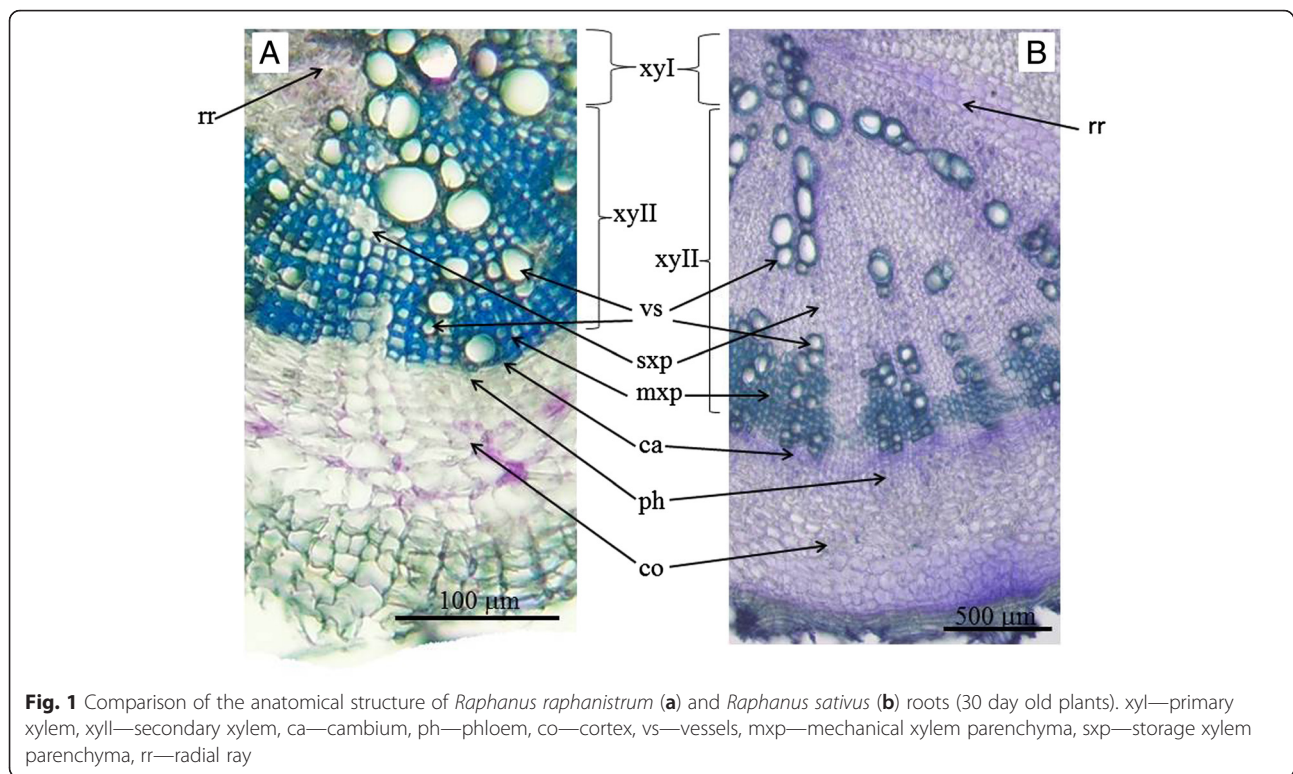 A
B
xyI
rr
rr
xyII
xyII
vs
sxp
mxp
ca
ph
co
100 µm
500 µm
Fig. 1 Comparison of the anatomical structure of Raphanus raphanistrum (a) and Raphanus sativus (b) roots (30 day old plants). xyI—primary
xylem, xyII—secondary xylem, ca—cambium, ph—phloem, co—cortex, vs—vessels, mxp—mechanical xylem parenchyma, sxp—storage xylem
parenchyma, rr—radial ray